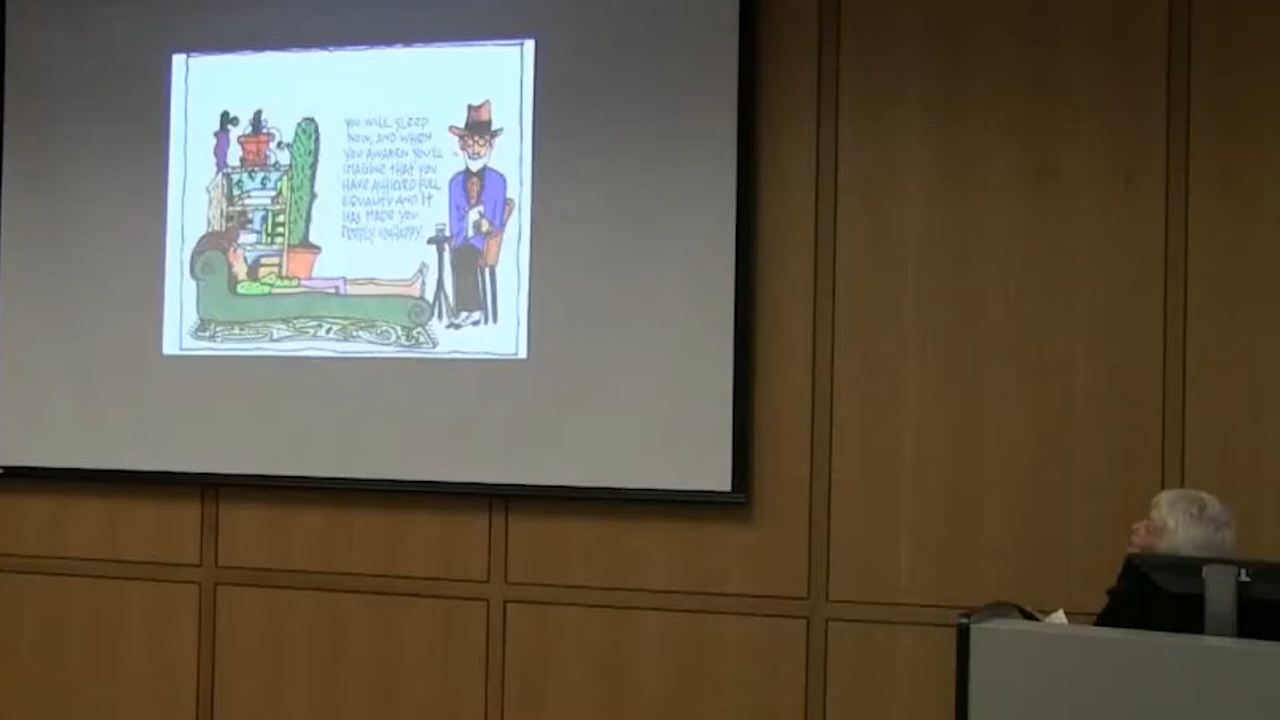 YOU WILL SLEEP
NOW, AND WHEN
YOU AWAKEN YOU'LL
IMAGINE THAT YOU
HAVE ACHIEVED FULL
EQUALITY AND IT
HAS MADE YOU
DEEPLY UNHAPPY.